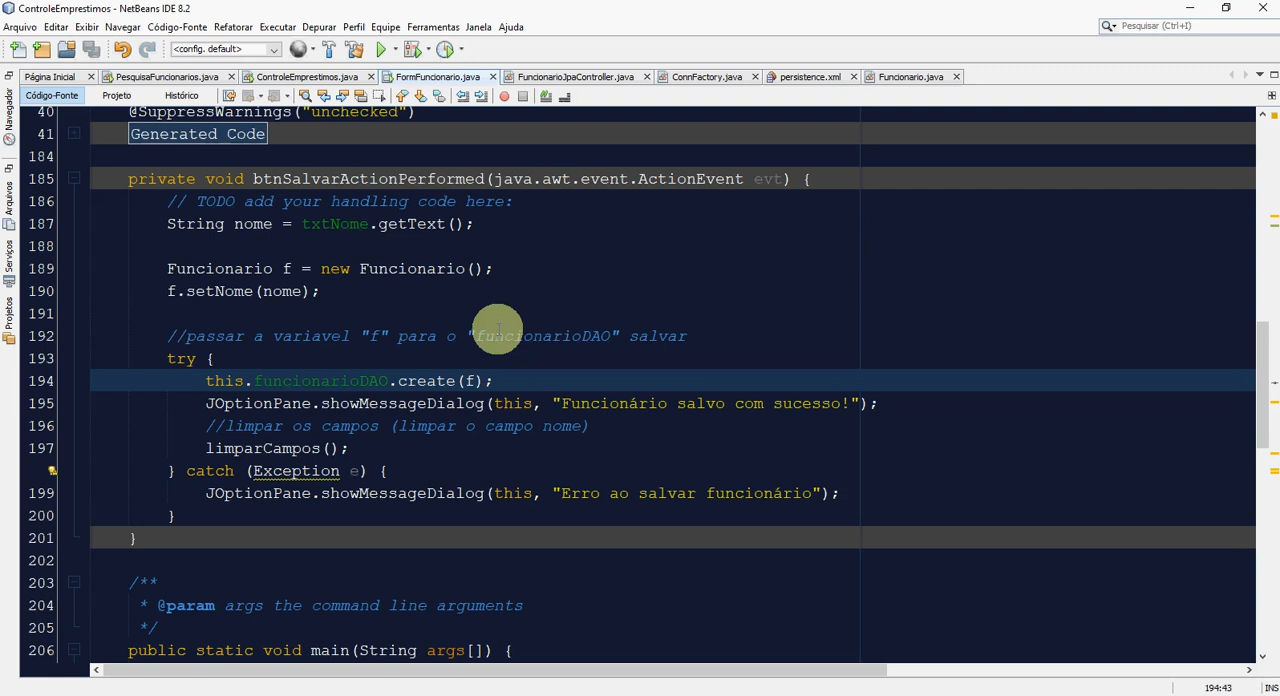 ControleEmprestimos - NetBeans IDE 8.2
Arquivo Editar Exibir Navegar Código-Fonte Refatorar Executar Depurar Perfil Equipe Ferramentas Janela Ajuda
Pesquisar (Ctrl+I)
<config. default>
Página Inicial PesquisaFuncionarios.java ControleEmprestimos.java FormFuncionario.java FuncionarioJpaController.java ConnFactory.java persistence.xml Funcionario.java
Código-Fonte Projeto Histórico
Navegador
Arquivos
Serviços
Projetos
40 @SuppressWarnings("unchecked")
41 Generated Code
184
185 private void btnSalvarActionPerformed(java.awt.event.ActionEvent evt) {
186 // TODO add your handling code here:
187 String nome = txtNome.getText();
188
189 Funcionario f = new Funcionario();
190 f.setNome(nome);
191
192 //passar a variavel "f" para o "funcionarioDAO" salvar
193 try {
194 this.funcionarioDAO.create(f);
195 JOptionPane.showMessageDialog(this, "Funcionário salvo com sucesso!");
196 //limpar os campos (limpar o campo nome)
197 limparCampos();
} catch (Exception e) {
199 JOptionPane.showMessageDialog(this, "Erro ao salvar funcionário");
200 }
201 }
202
203 /**
204 * @param args the command line arguments
205 */
206 public static void main(String args[]) {
194:43 INS